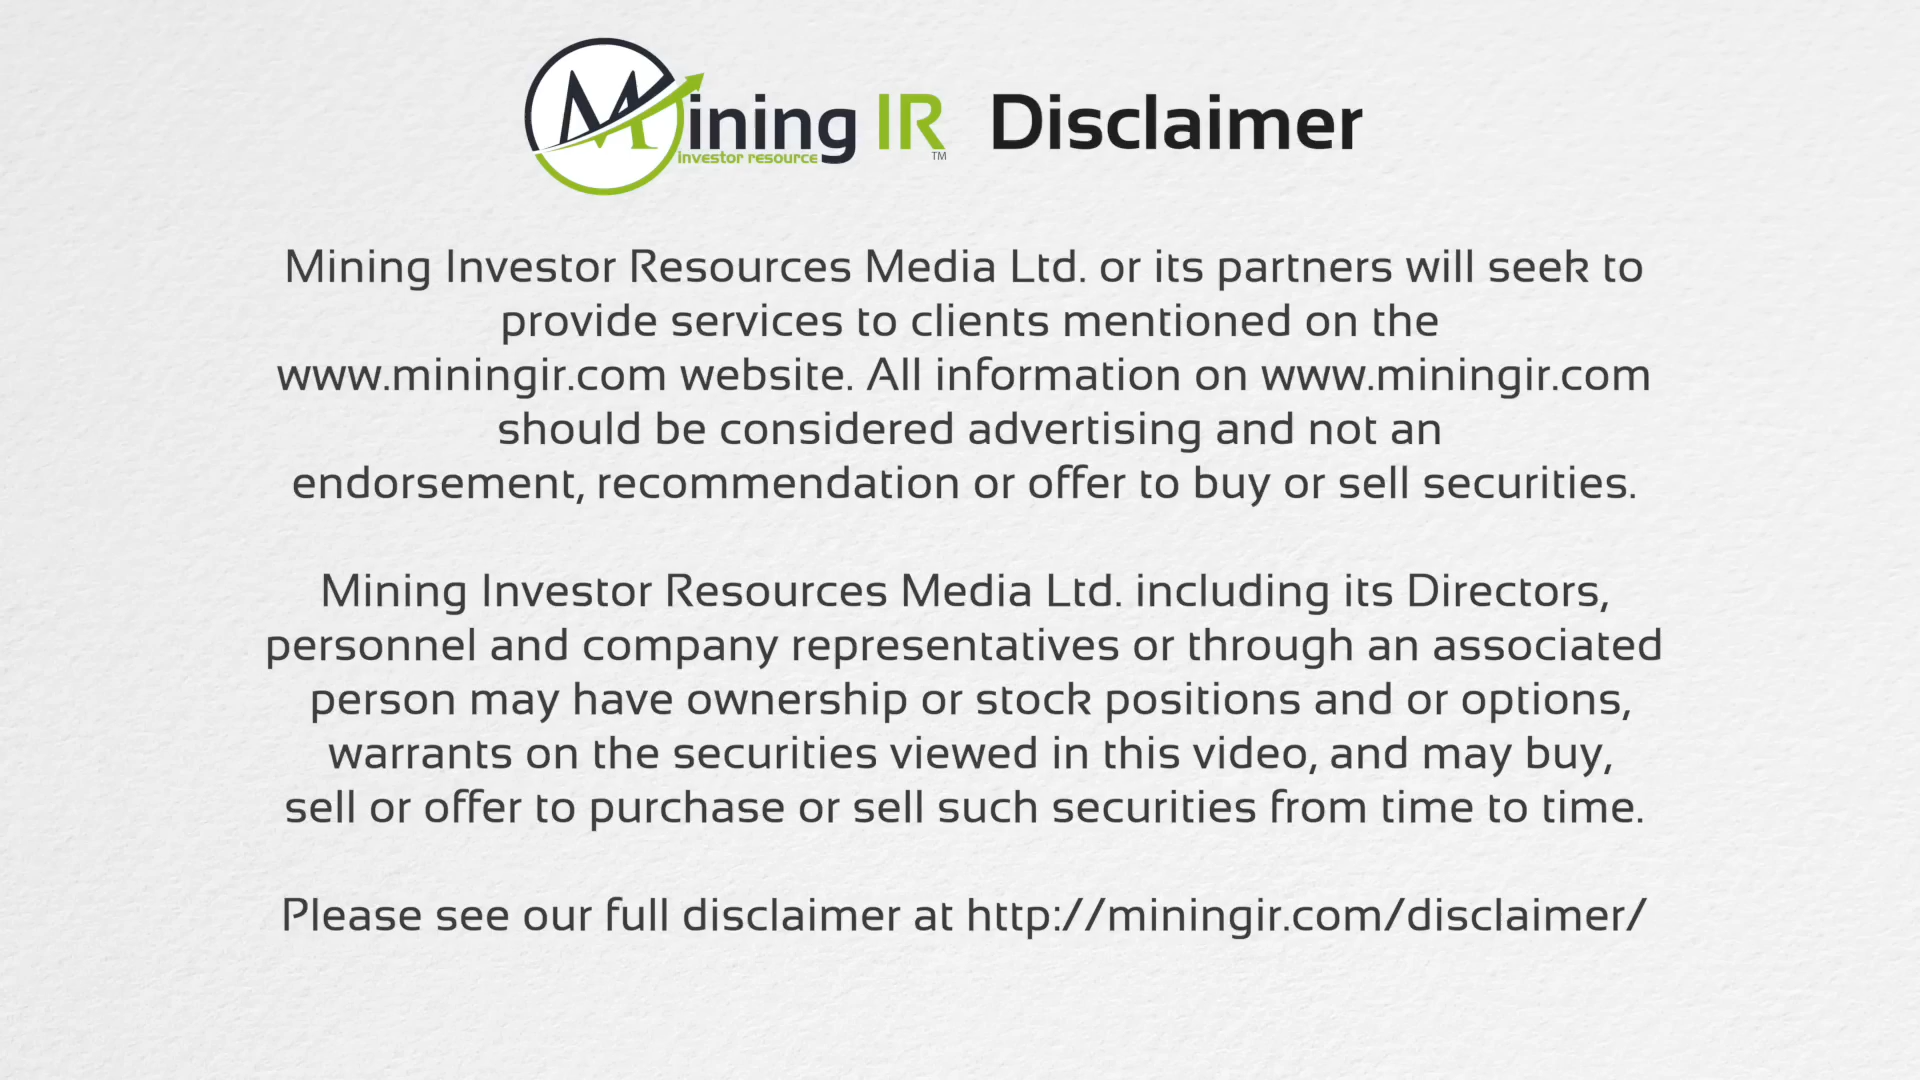 Mining IR™ Disclaimer
investor resource
Mining Investor Resources Media Ltd. or its partners will seek to
provide services to clients mentioned on the
www.miningir.com website. All information on www.miningir.com
should be considered advertising and not an
endorsement, recommendation or offer to buy or sell securities.
Mining Investor Resources Media Ltd. including its Directors,
personnel and company representatives or through an associated
person may have ownership or stock positions and or options,
warrants on the securities viewed in this video, and may buy,
sell or offer to purchase or sell such securities from time to time.
Please see our full disclaimer at http://miningir.com/disclaimer/